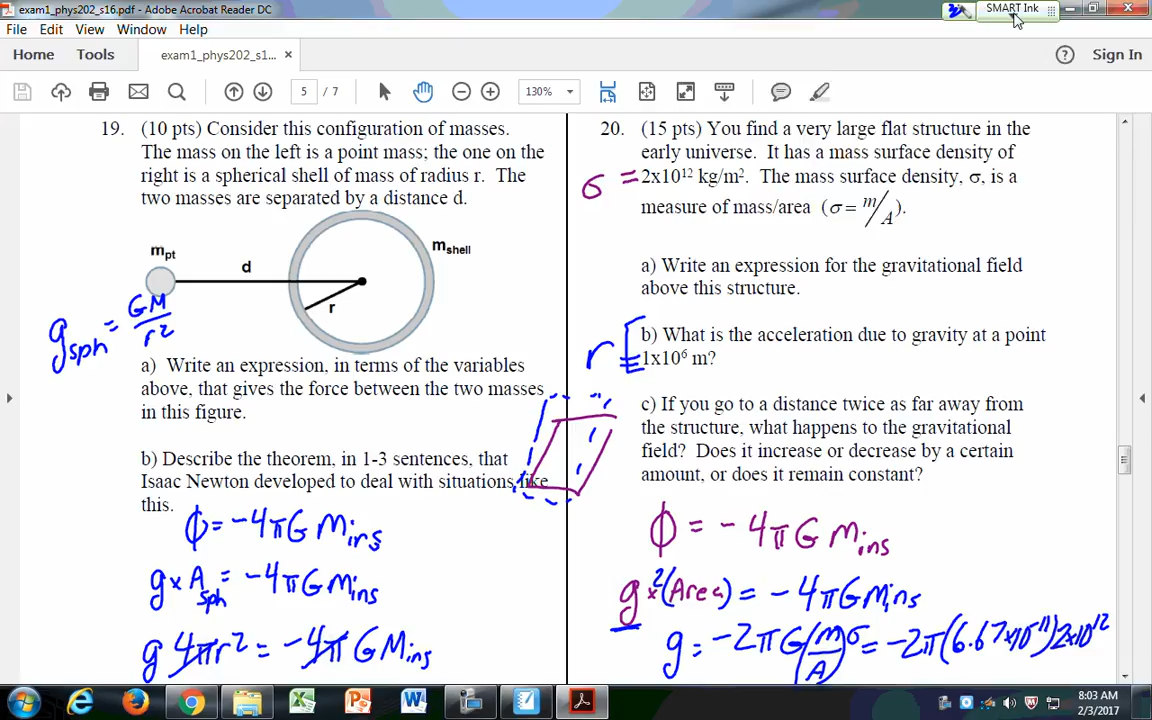 exam1_phys202_s16.pdf - Adobe Acrobat Reader DC
SMART Ink
File Edit View Window Help
Home Tools exam1_phys202_s1... × Sign In
5 / 7 130%
19. (10 pts) Consider this configuration of masses.
The mass on the left is a point mass; the one on the
right is a spherical shell of mass of radius r. The
two masses are separated by a distance d.
m_pt
d
m_shell
r
g_sph = GM/r²
a) Write an expression, in terms of the variables
above, that gives the force between the two masses
in this figure.
b) Describe the theorem, in 1-3 sentences, that
Isaac Newton developed to deal with situations like
this.
ϕ = -4πG M_ins
g × A_sph = -4πG M_ins
g 4πr² = -4π G M_ins
20. (15 pts) You find a very large flat structure in the
early universe. It has a mass surface density of
σ = 2x10¹² kg/m². The mass surface density, σ, is a
measure of mass/area (σ = m/A).
a) Write an expression for the gravitational field
above this structure.
b) What is the acceleration due to gravity at a point
r 1x10⁶ m?
c) If you go to a distance twice as far away from
the structure, what happens to the gravitational
field? Does it increase or decrease by a certain
amount, or does it remain constant?
ϕ = -4πG M_ins
g × 2(Area) = -4πG M_ins
g = -2πG(m/A)σ = -2π(6.67×10⁻¹¹)2×10¹²
8:03 AM
2/3/2017